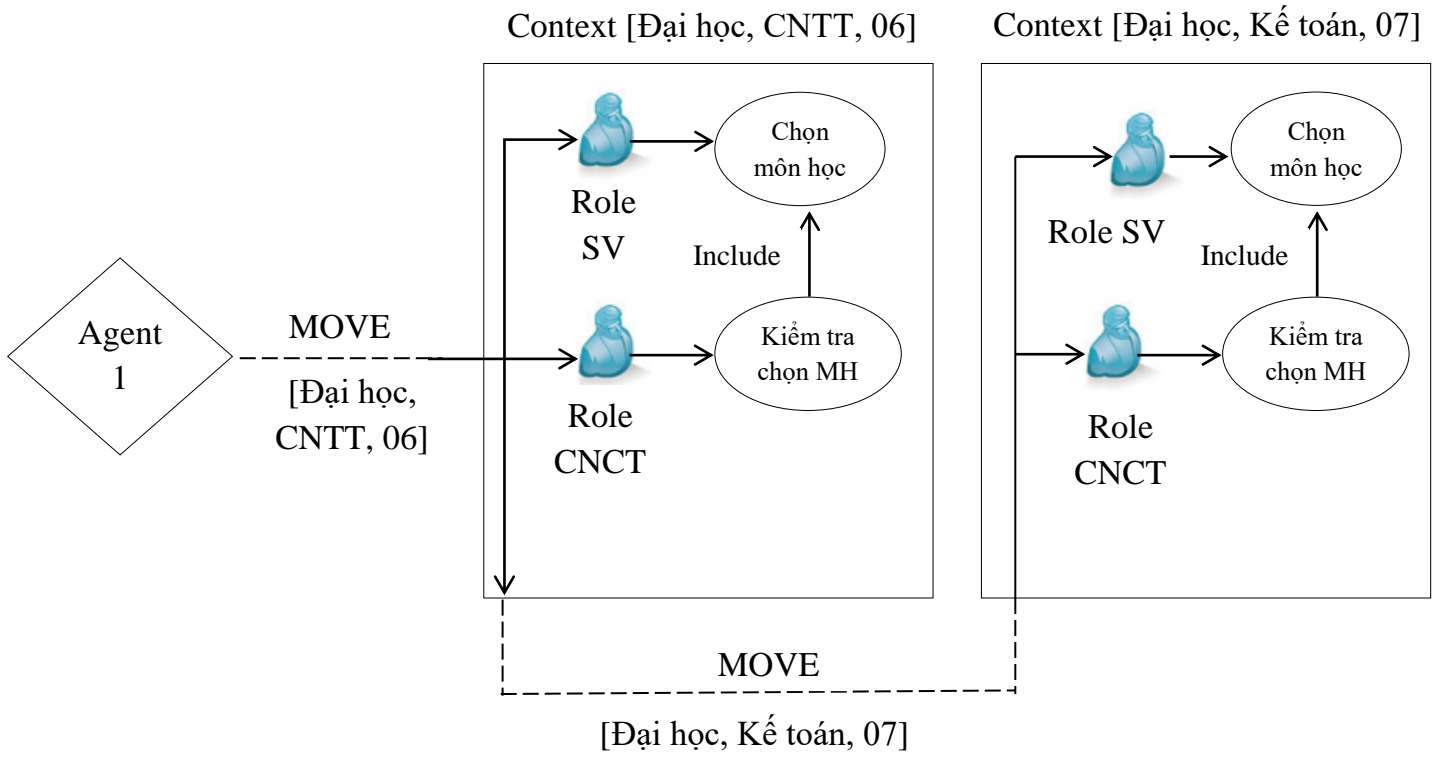 Context [Đại học, CNTT, 06]
Context [Đại học, Kế toán, 07]
Chọn
môn học
Role
SV
Include
Chọn
môn học
Role SV
Include
Agent
1
MOVE
[Đại học,
CNTT, 06]
Kiểm tra
chọn MH
Role
CNCT
Kiểm tra
chọn MH
Role
CNCT
MOVE
[Đại học, Kế toán, 07]